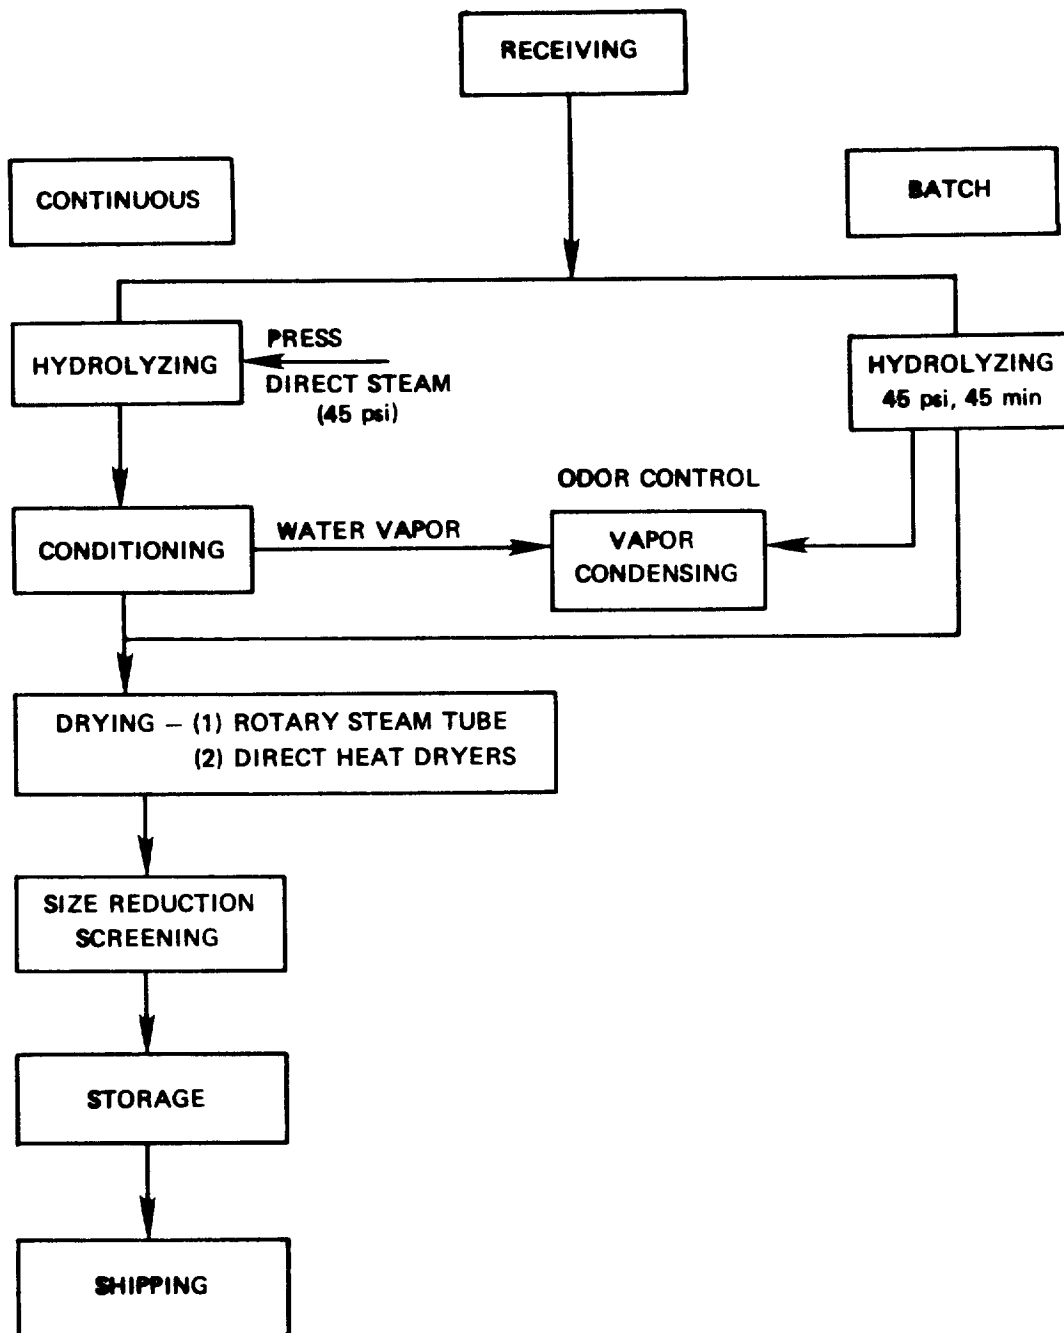 RECEIVING
CONTINUOUS
BATCH
HYDROLYZING
PRESS
DIRECT STEAM
(45 psi)
HYDROLYZING
45 psi, 45 min
ODOR CONTROL
CONDITIONING
WATER VAPOR
VAPOR
CONDENSING
DRYING – (1) ROTARY STEAM TUBE
(2) DIRECT HEAT DRYERS
SIZE REDUCTION
SCREENING
STORAGE
SHIPPING